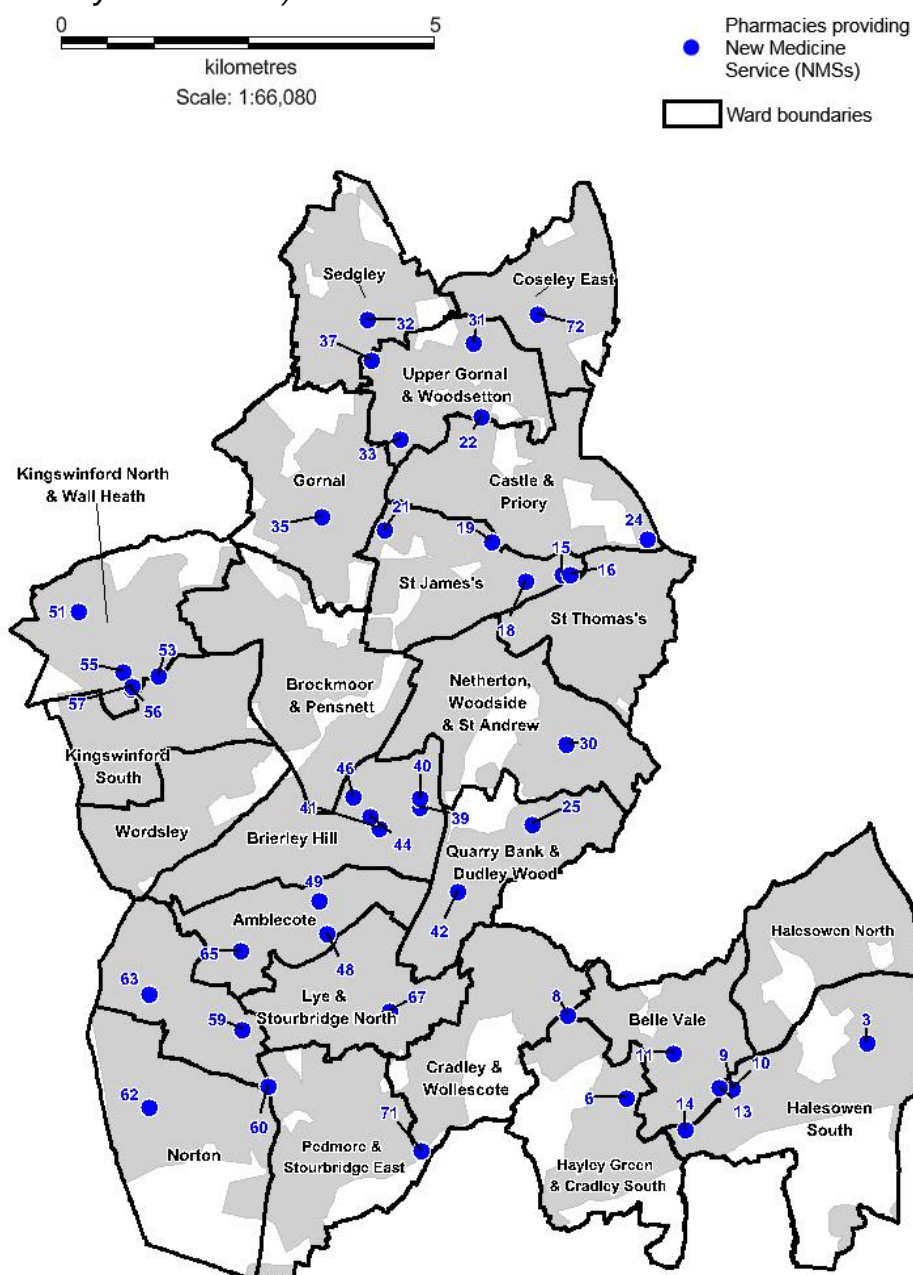 0
5
kilometres
Scale: 1:66,080
Pharmacies providing
New Medicine
Service (NMSs)
Ward boundaries
Sedgley
Coseley East
32
31
72
37
Upper Gornal
& Woodsetton
22
33
Kingswinford North
& Wall Heath
Gornal
Castle &
Priory
35
21
19
24
15
16
St James's
18
St Thomas's
51
55
53
57
56
Brockmoor
& Pensnett
Netherton,
Woodside
& St Andrew
30
Kingswinford
South
46
40
41
39
25
Wordsley
Brierley Hill
44
Quarry Bank &
Dudley Wood
49
42
Amblecote
65
48
Halesowen North
63
Lye &
Stourbridge North
67
59
8
Belle Vale
3
11
9
10
Cradley &
Wollescote
62
60
71
6
14
13
Halesowen
South
Norton
Pedmore &
Stourbridge East
Hayley Green
& Cradley South